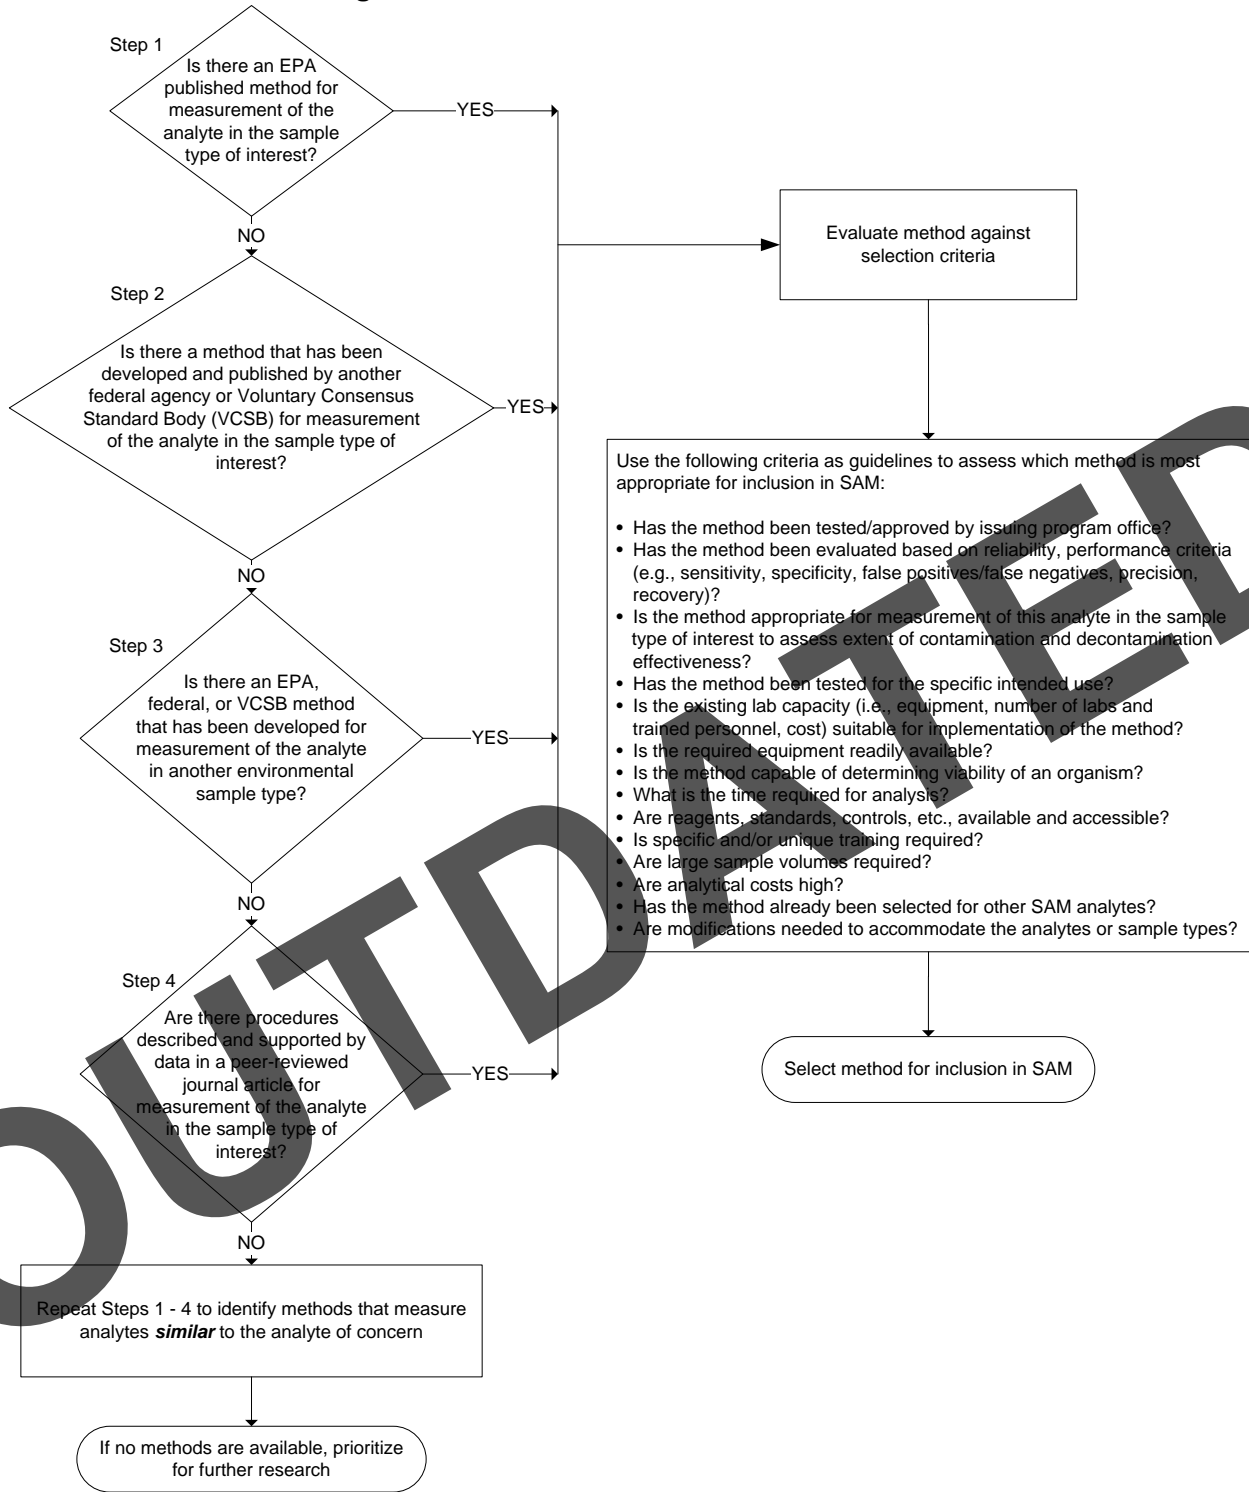 Step 1
Is there an EPA
published method for
measurement of the
analyte in the sample
type of interest?
YES
NO
Step 2
Is there a method that has been
developed and published by another
federal agency or Voluntary Consensus
Standard Body (VCSB) for measurement
of the analyte in the sample type of
interest?
YES
NO
Step 3
Is there an EPA,
federal, or VCSB method
that has been developed for
measurement of the analyte
in another environmental
sample type?
YES
NO
Step 4
Are there procedures
described and supported by
data in a peer-reviewed
journal article for
measurement of the analyte
in the sample type of
interest?
YES
NO
Repeat Steps 1 - 4 to identify methods that measure
analytes similar to the analyte of concern
If no methods are available, prioritize
for further research
Evaluate method against
selection criteria
Use the following criteria as guidelines to assess which method is most
appropriate for inclusion in SAM:
• Has the method been tested/approved by issuing program office?
• Has the method been evaluated based on reliability, performance criteria
(e.g., sensitivity, specificity, false positives/false negatives, precision,
recovery)?
• Is the method appropriate for measurement of this analyte in the sample
type of interest to assess extent of contamination and decontamination
effectiveness?
• Has the method been tested for the specific intended use?
• Is the existing lab capacity (i.e., equipment, number of labs and
trained personnel, cost) suitable for implementation of the method?
• Is the required equipment readily available?
• Is the method capable of determining viability of an organism?
• What is the time required for analysis?
• Are reagents, standards, controls, etc., available and accessible?
• Is specific and/or unique training required?
• Are large sample volumes required?
• Are analytical costs high?
• Has the method already been selected for other SAM analytes?
• Are modifications needed to accommodate the analytes or sample types?
Select method for inclusion in SAM
OUTDATED